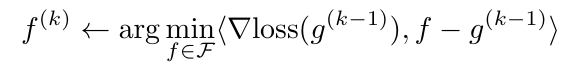 f^{(k)} ← arg min_{f∈ℱ} ⟨∇loss(g^{(k−1)}), f − g^{(k−1)}⟩